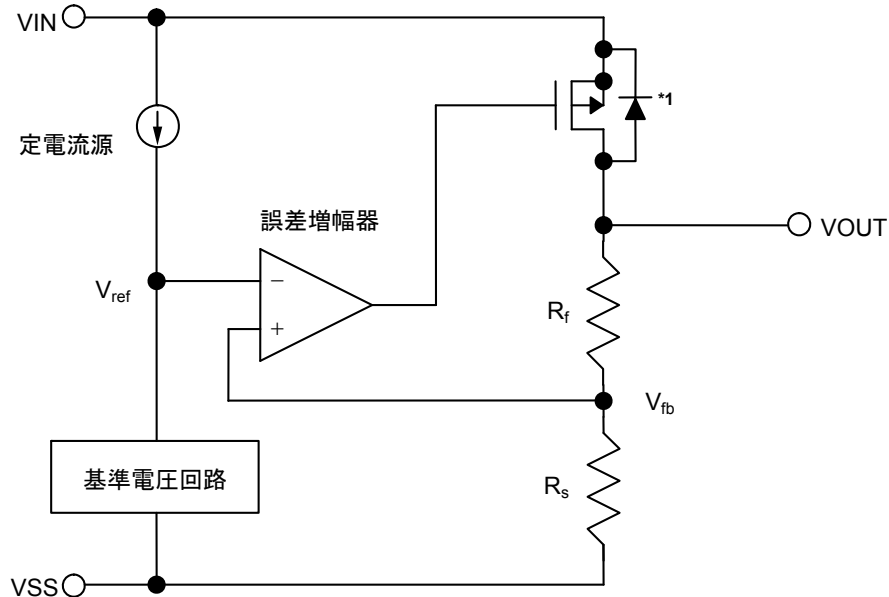 VIN
*1
定電流源
誤差増幅器
VOUT
Vref
−
+
Rf
Vfb
基準電圧回路
Rs
VSS